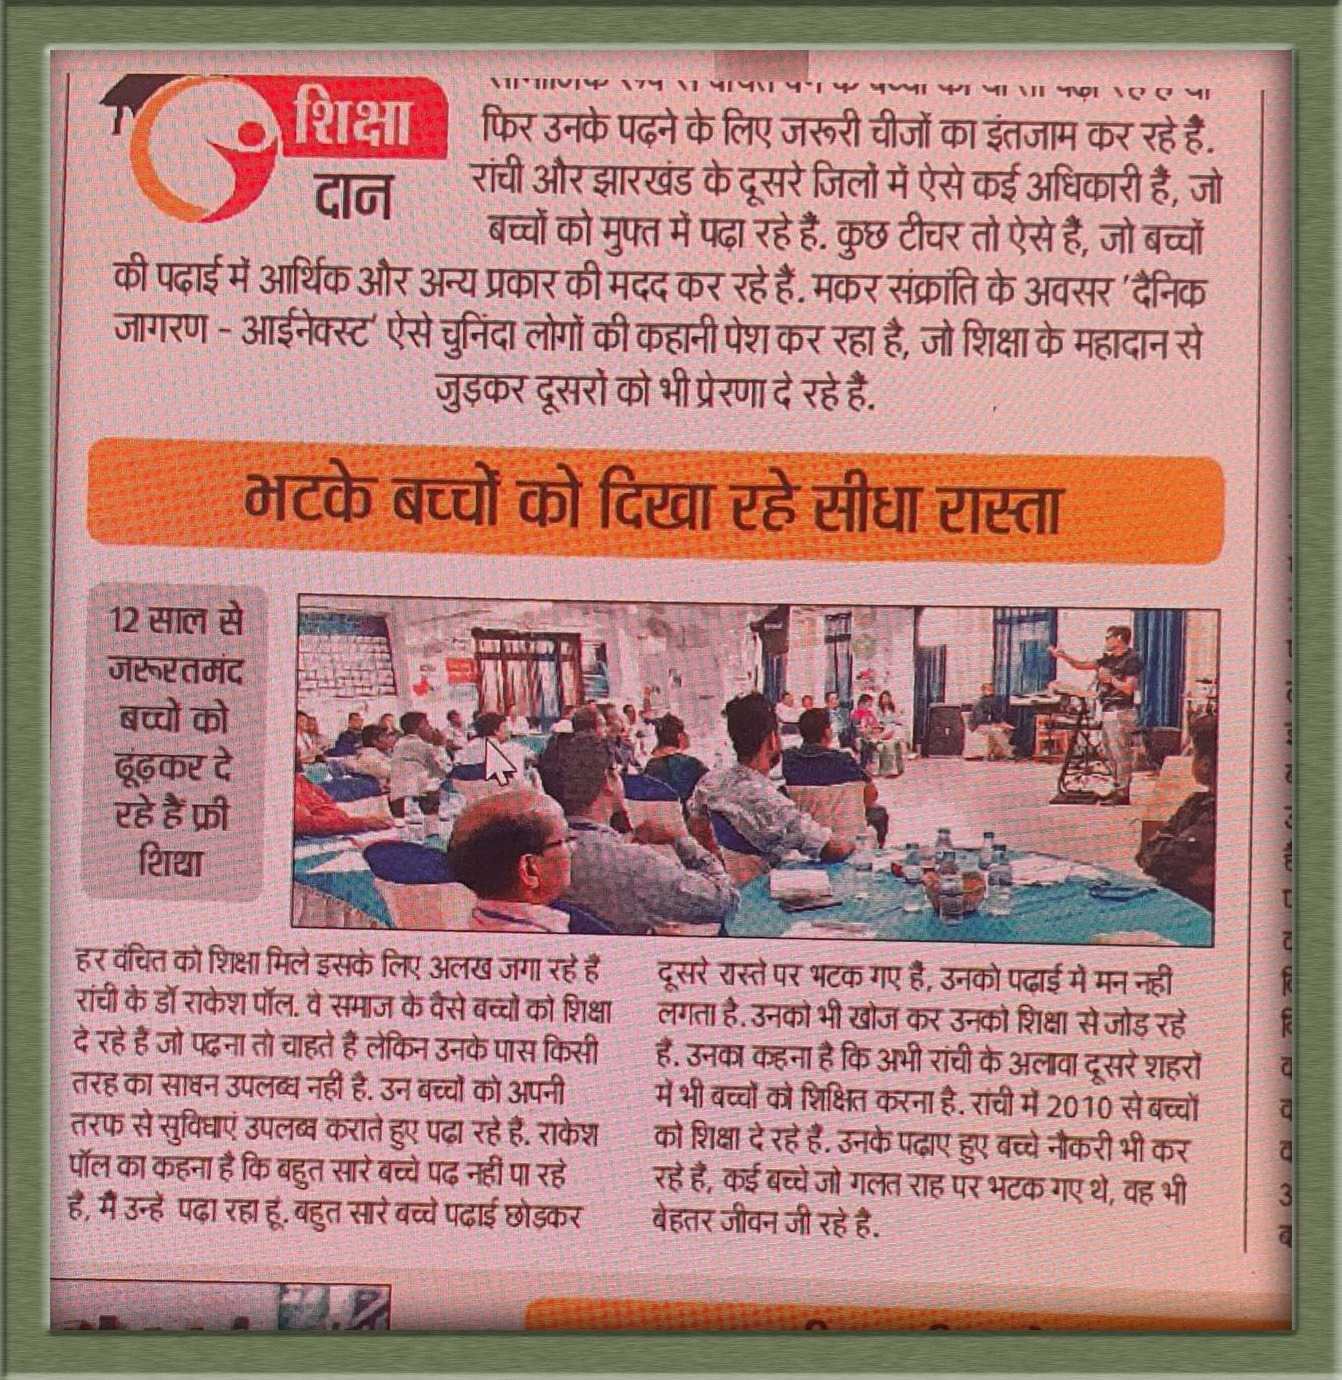 शिक्षा
दान
फिर उनके पढ़ने के लिए जरूरी चीजों का इंतजाम कर रहे हैं.
रांची और झारखंड के दूसरे जिलों में ऐसे कई अधिकारी हैं, जो
बच्चों को मुफ्त में पढ़ा रहे हैं. कुछ टीचर तो ऐसे हैं, जो बच्चों
की पढ़ाई में आर्थिक और अन्य प्रकार की मदद कर रहे हैं. मकर संक्रांति के अवसर 'दैनिक
जागरण - आईनेक्स्ट' ऐसे चुनिंदा लोगों की कहानी पेश कर रहा है, जो शिक्षा के महादान से
जुड़कर दूसरों को भी प्रेरणा दे रहे हैं.
भटके बच्चों को दिखा रहे सीधा रास्ता
12 साल से
जरूरतमंद
बच्चों को
ढूंढ़कर दे
रहे हैं फ्री
शिक्षा
हर वंचित को शिक्षा मिले इसके लिए अलख जगा रहे हैं
रांची के डॉ राकेश पॉल. वे समाज के वैसे बच्चों को शिक्षा
दे रहे हैं जो पढ़ना तो चाहते हैं लेकिन उनके पास किसी
तरह का साधन उपलब्ध नहीं है. उन बच्चों को अपनी
तरफ से सुविधाएं उपलब्ध कराते हुए पढ़ा रहे हैं. राकेश
पॉल का कहना है कि बहुत सारे बच्चे पढ़ नहीं पा रहे
हैं, मैं उन्हें पढ़ा रहा हूं. बहुत सारे बच्चे पढाई छोड़कर
दूसरे रास्ते पर भटक गए हैं, उनको पढ़ाई में मन नहीं
लगता है. उनको भी खोज कर उनको शिक्षा से जोड़ रहे
हैं. उनका कहना है कि अभी रांची के अलावा दूसरे शहरों
में भी बच्चों को शिक्षित करना है. रांची में 2010 से बच्चों
को शिक्षा दे रहे हैं. उनके पढ़ाए हुए बच्चे नौकरी भी कर
रहे हैं, कई बच्चे जो गलत राह पर भटक गए थे, वह भी
बेहतर जीवन जी रहे हैं.